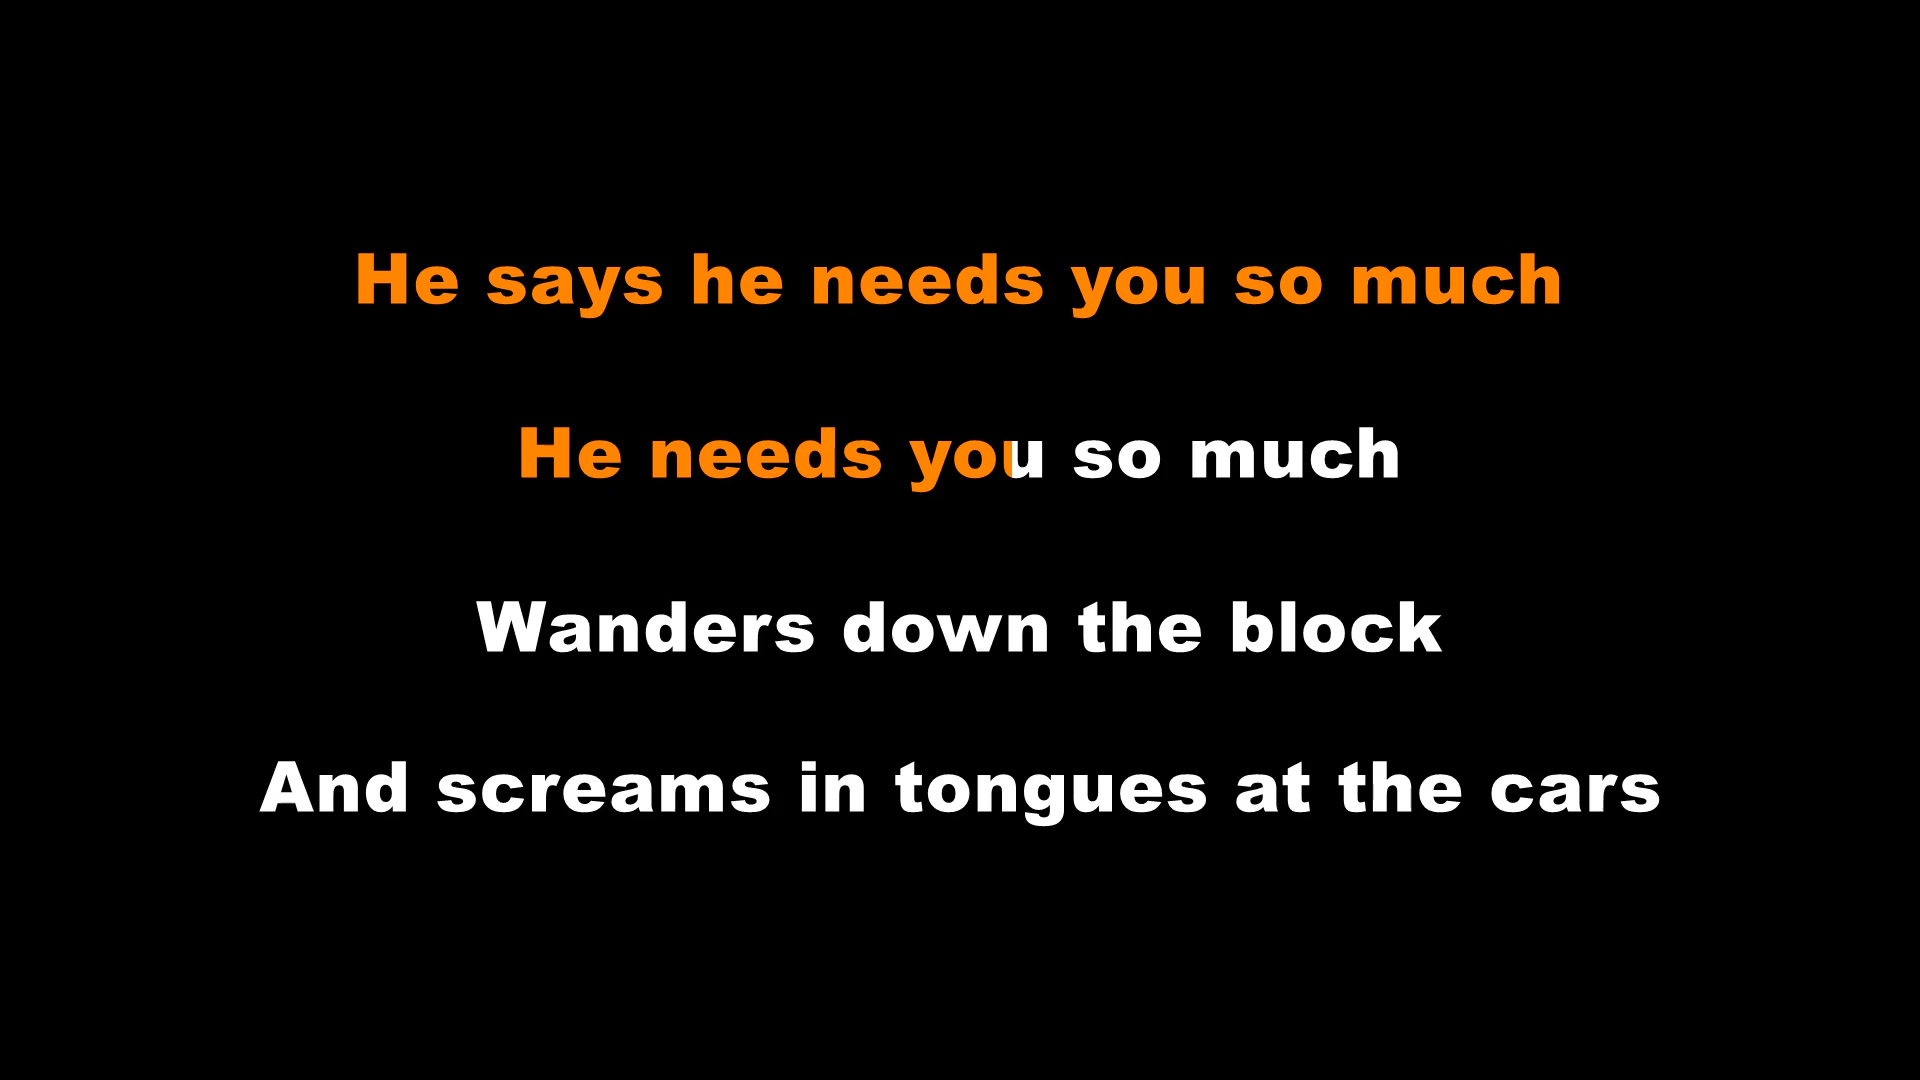 He says he needs you so much
He needs you so much
Wanders down the block
And screams in tongues at the cars